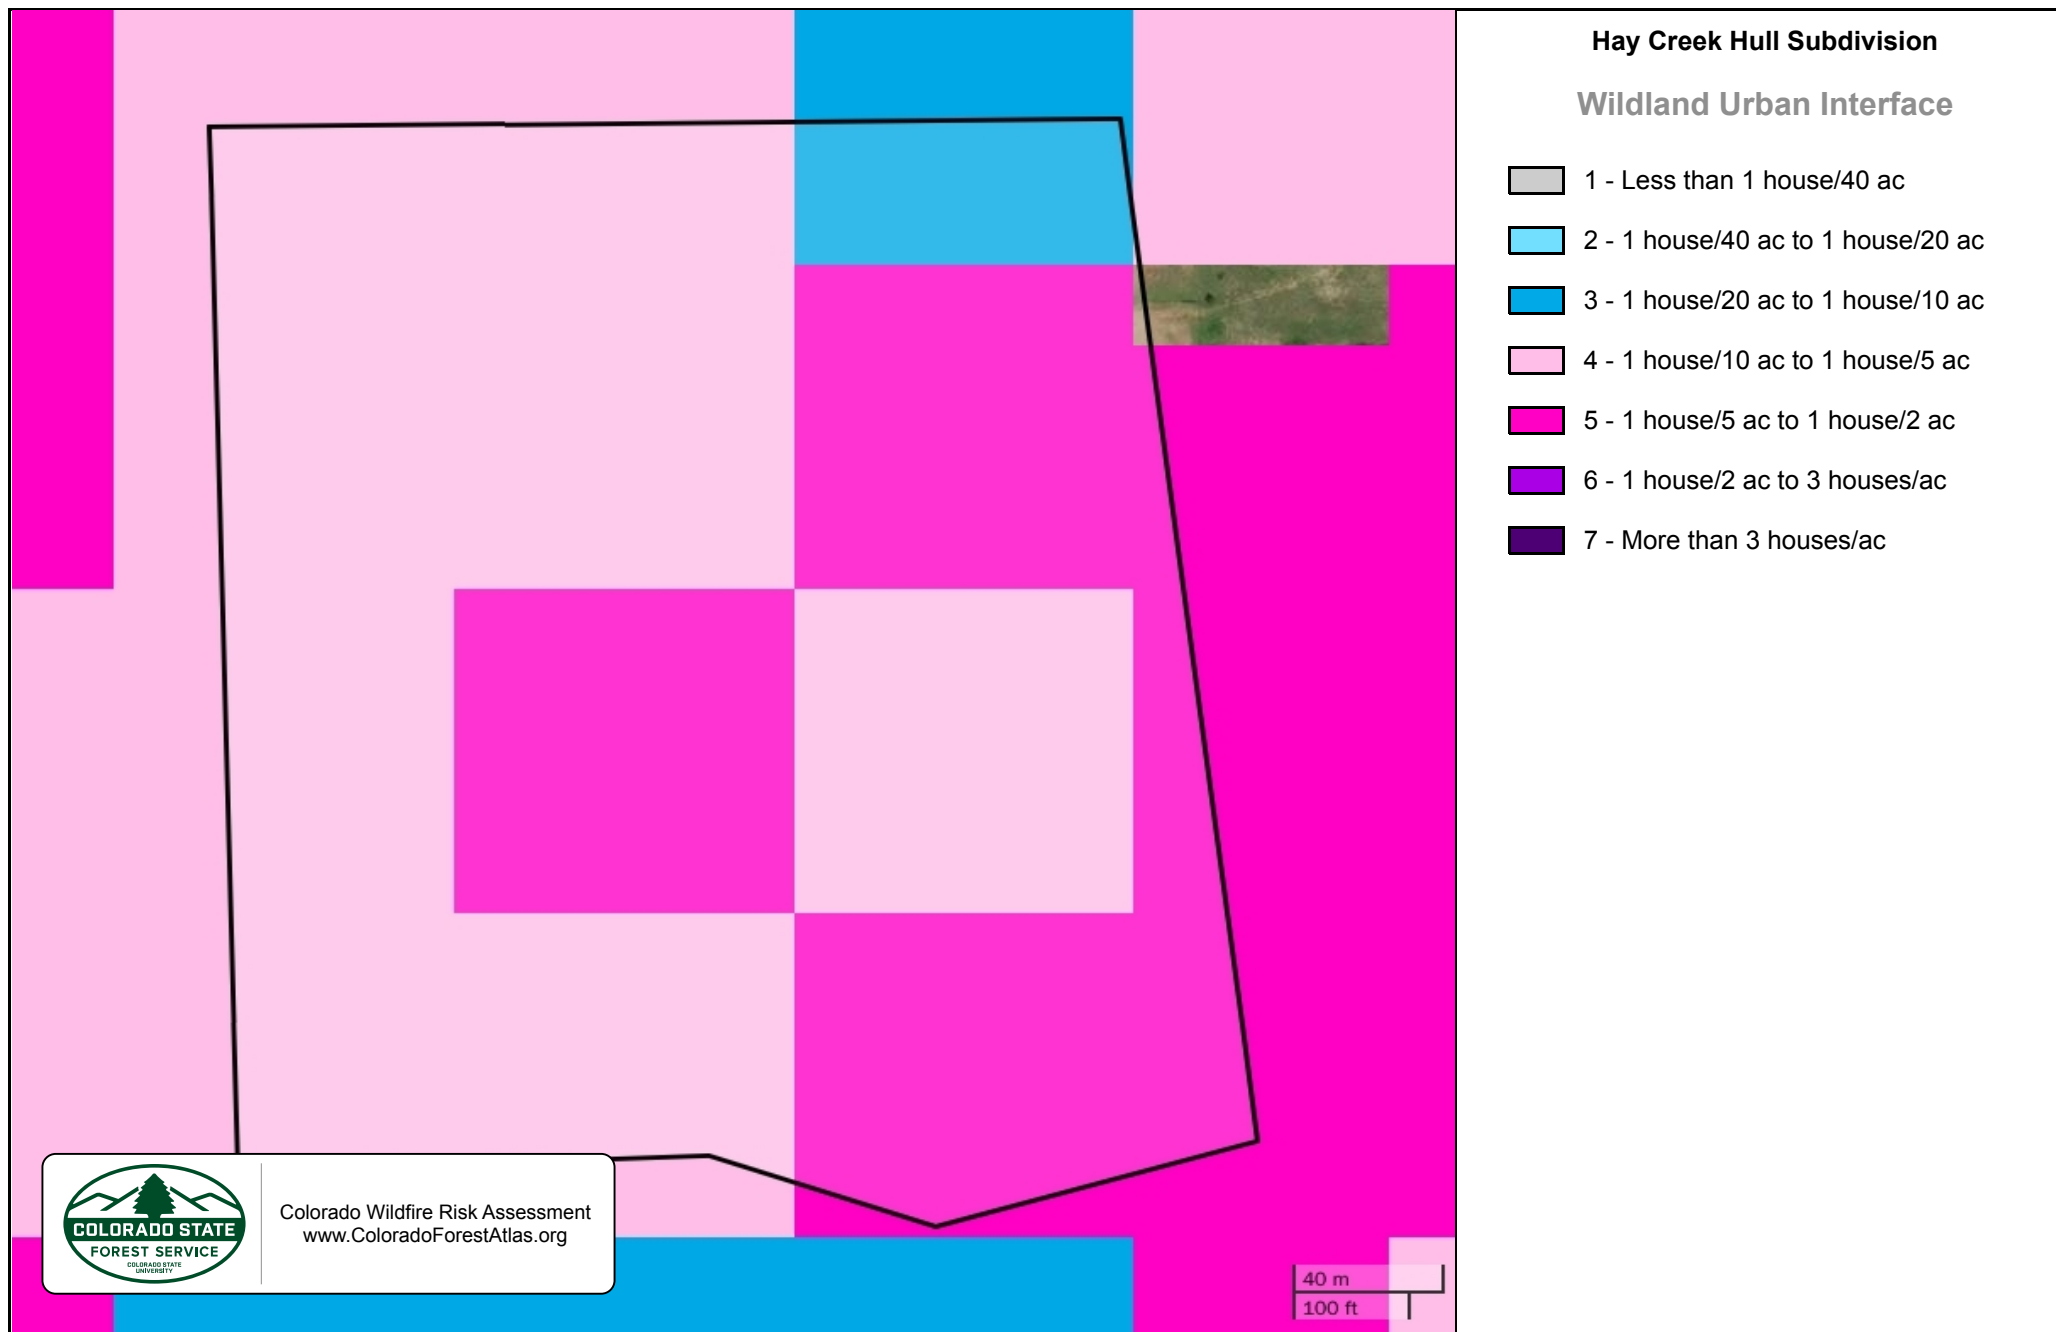 Hay Creek Hull Subdivision
Wildland Urban Interface
1 - Less than 1 house/40 ac
2 - 1 house/40 ac to 1 house/20 ac
3 - 1 house/20 ac to 1 house/10 ac
4 - 1 house/10 ac to 1 house/5 ac
5 - 1 house/5 ac to 1 house/2 ac
6 - 1 house/2 ac to 3 houses/ac
7 - More than 3 houses/ac
COLORADO STATE
FOREST SERVICE
COLORADO STATE
UNIVERSITY
Colorado Wildfire Risk Assessment
www.ColoradoForestAtlas.org
40 m
100 ft